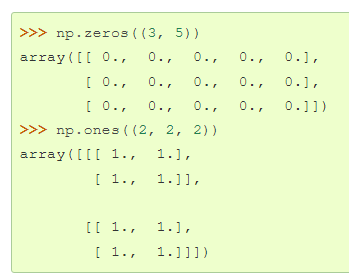 >>> np.zeros((3, 5))
array([[ 0.,  0.,  0.,  0.,  0.],
       [ 0.,  0.,  0.,  0.,  0.],
       [ 0.,  0.,  0.,  0.,  0.]])
>>> np.ones((2, 2, 2))
array([[[ 1.,  1.],
        [ 1.,  1.]],

       [[ 1.,  1.],
        [ 1.,  1.]]])